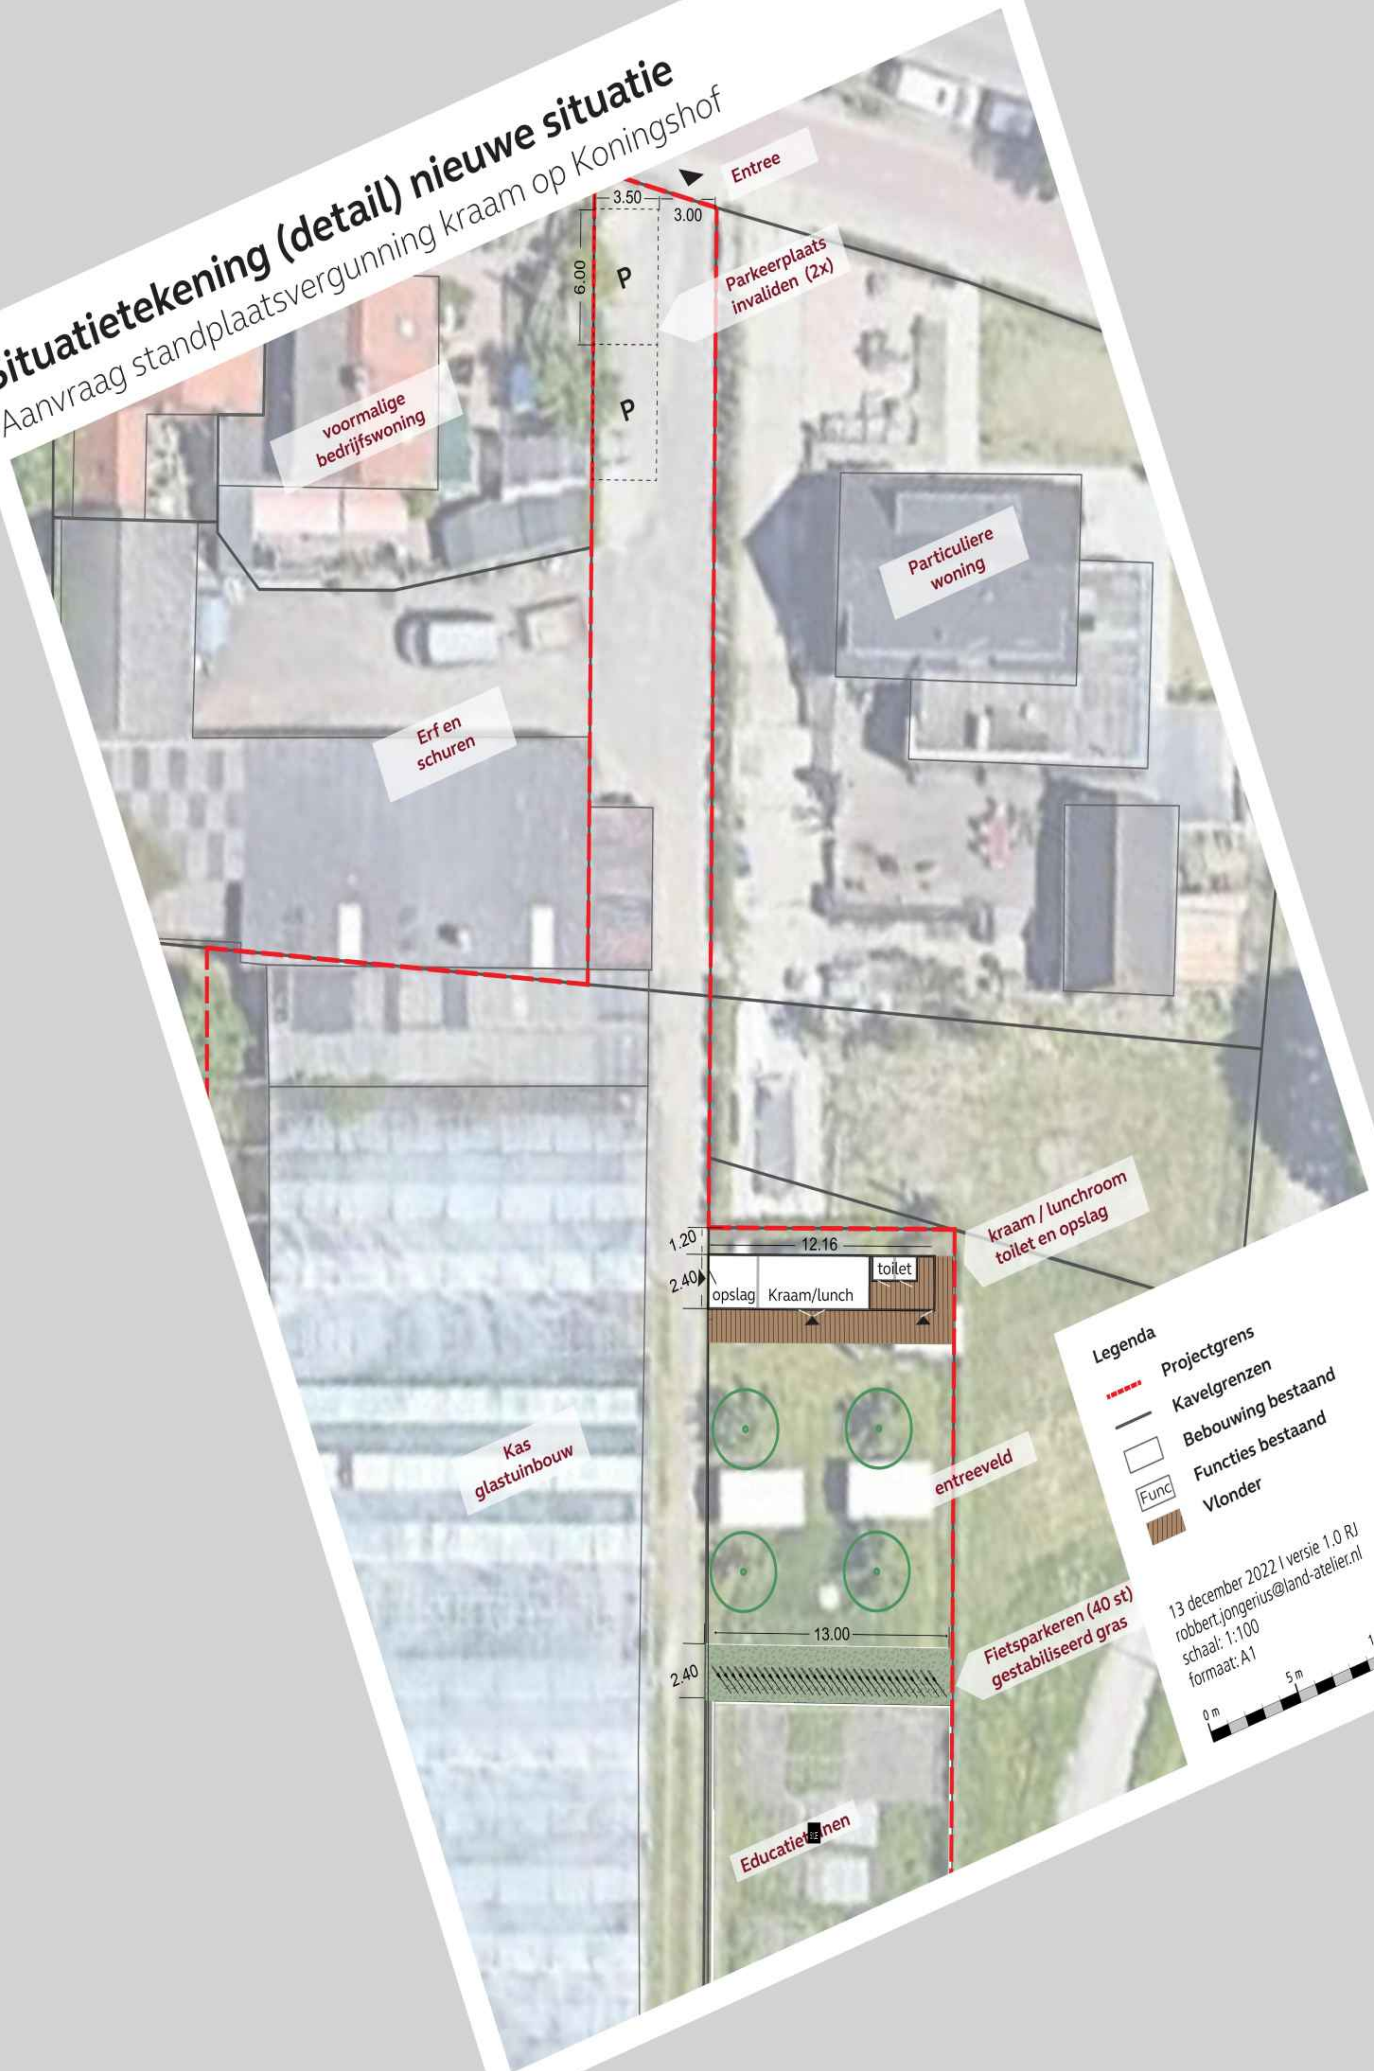 Situatietekening (detail) nieuwe situatie
Aanvraag standplaatsvergunning kraam op Koningshof
Entree
3.50
3.00
6.00
P
P
Parkeerplaats
invaliden (2x)
voormalige
bedrijfswoning
Particuliere
woning
Erf en
schuren
kraam / lunchroom
toilet en opslag
1.20
12.16
2.40
opslag
Kraam/lunch
toilet
Kas
glastuinbouw
entreeveld
13.00
2.40
Fietsparkeren (40 st)
gestabiliseerd gras
Legenda
Projectgrens
Kavelgrenzen
Bebouwing bestaand
Func
Functies bestaand
Vlonder
13 december 2022 I versie 1.0 RJ
robbert.jongerius@land-atelier.nl
schaal: 1:100
formaat: A1
0 m
5 m